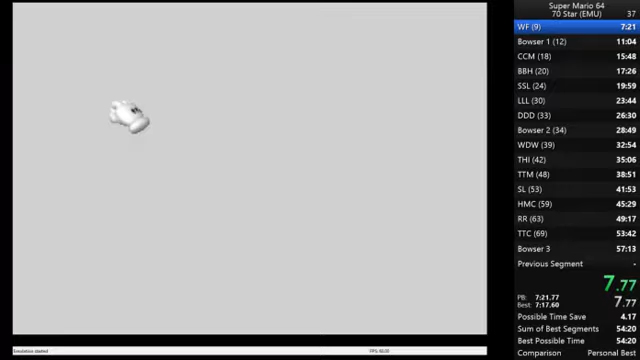 Super Mario 64
70 Star (EMU) 37
WF (9) 7:21
Bowser 1 (12) 11:04
CCM (18) 15:48
BBH (20) 17:26
SSL (24) 19:59
LLL (30) 23:44
DDD (33) 26:30
Bowser 2 (34) 28:49
WDW (39) 32:54
THI (42) 35:06
TTM (48) 38:51
SL (53) 41:53
HMC (59) 45:29
RR (63) 49:17
TTC (69) 53:42
Bowser 3 57:13
Previous Segment -
7.77
PB: 7:21.77
Best: 7:17.60 7.77
Possible Time Save 4.17
Sum of Best Segments 54:20
Best Possible Time 54:20
Comparison Personal Best
Emulation started FPS: 60.00